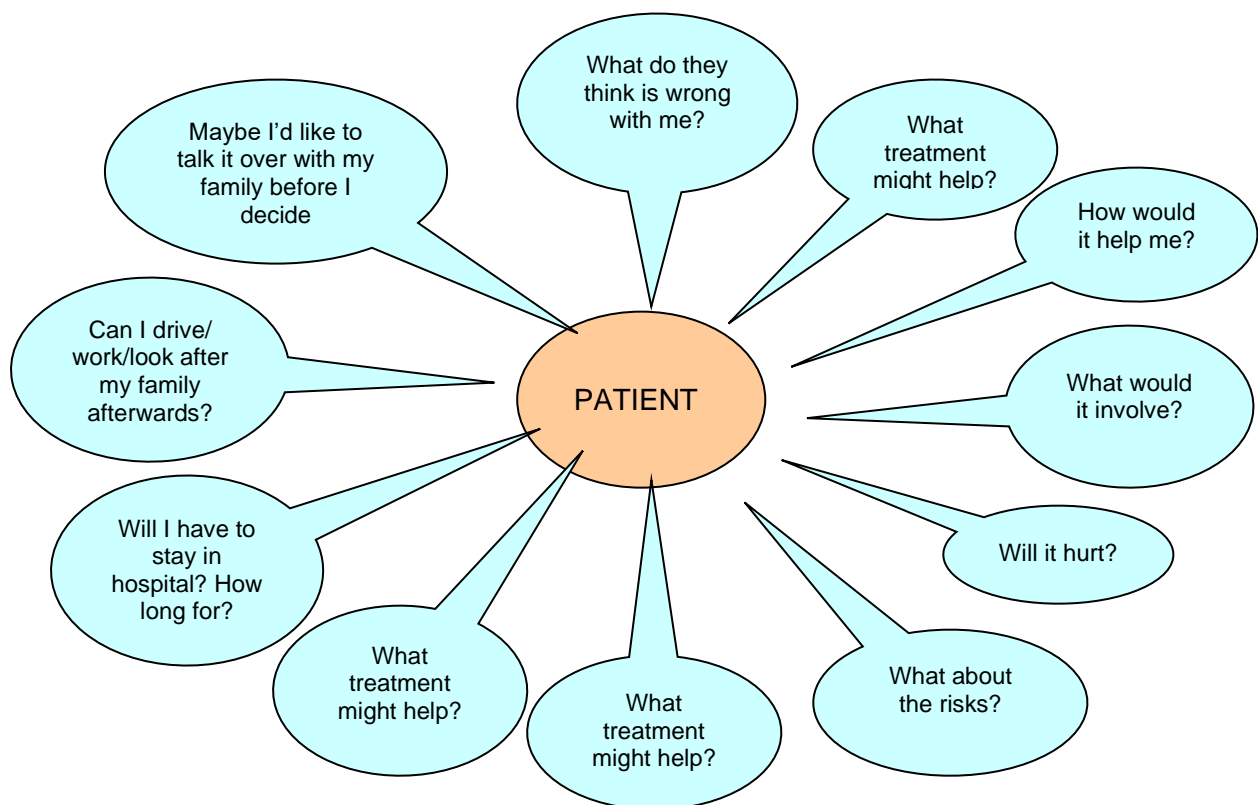 What do they
think is wrong
with me?
What
treatment
might help?
How would
it help me?
What would
it involve?
Will it hurt?
What about
the risks?
What
treatment
might help?
What
treatment
might help?
Will I have to
stay in
hospital? How
long for?
Can I drive/
work/look after
my family
afterwards?
Maybe I’d like to
talk it over with my
family before I
decide
PATIENT